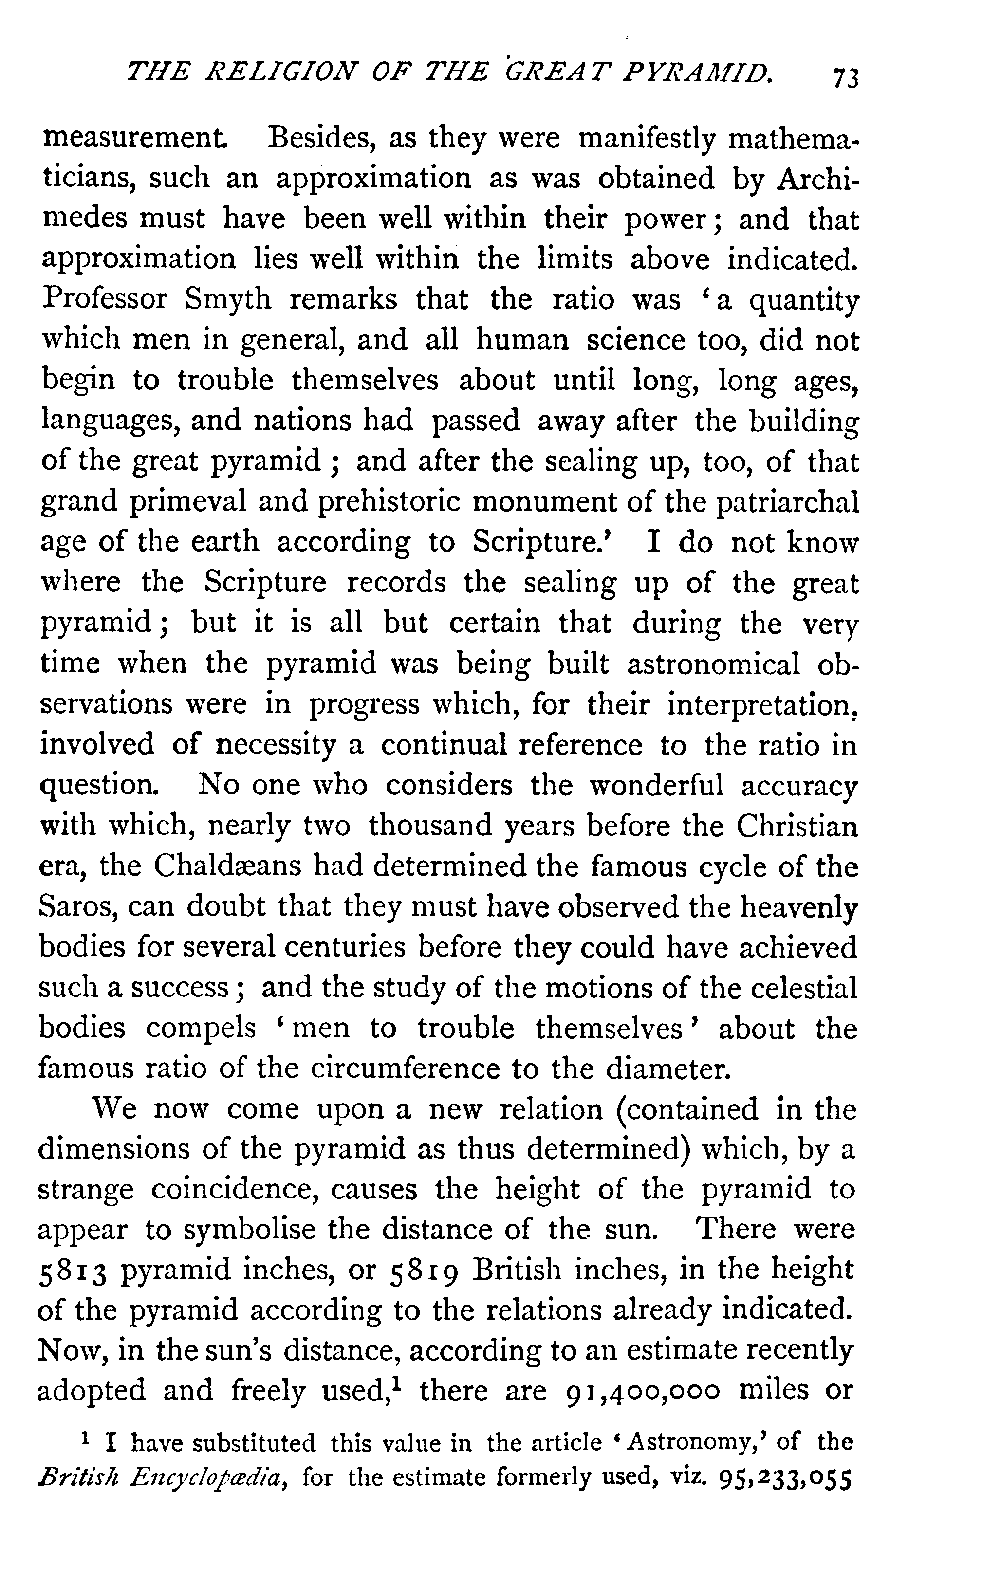 THE RELIGION OF THE GREAT PYRAMID. 73
measurement. Besides, as they were manifestly mathema-
ticians, such an approximation as was obtained by Archi-
medes must have been well within their power; and that
approximation lies well within the limits above indicated.
Professor Smyth remarks that the ratio was ‘a quantity
which men in general, and all human science too, did not
begin to trouble themselves about until long, long ages,
languages, and nations had passed away after the building
of the great pyramid; and after the sealing up, too, of that
grand primeval and prehistoric monument of the patriarchal
age of the earth according to Scripture.’ I do not know
where the Scripture records the sealing up of the great
pyramid; but it is all but certain that during the very
time when the pyramid was being built astronomical ob-
servations were in progress which, for their interpretation,
involved of necessity a continual reference to the ratio in
question. No one who considers the wonderful accuracy
with which, nearly two thousand years before the Christian
era, the Chaldæans had determined the famous cycle of the
Saros, can doubt that they must have observed the heavenly
bodies for several centuries before they could have achieved
such a success; and the study of the motions of the celestial
bodies compels ‘men to trouble themselves’ about the
famous ratio of the circumference to the diameter.
We now come upon a new relation (contained in the
dimensions of the pyramid as thus determined) which, by a
strange coincidence, causes the height of the pyramid to
appear to symbolise the distance of the sun. There were
5813 pyramid inches, or 5819 British inches, in the height
of the pyramid according to the relations already indicated.
Now, in the sun's distance, according to an estimate recently
adopted and freely used,¹ there are 91,400,000 miles or
¹ I have substituted this value in the article ‘Astronomy,’ of the
British Encyclopædia, for the estimate formerly used, viz. 95,233,055